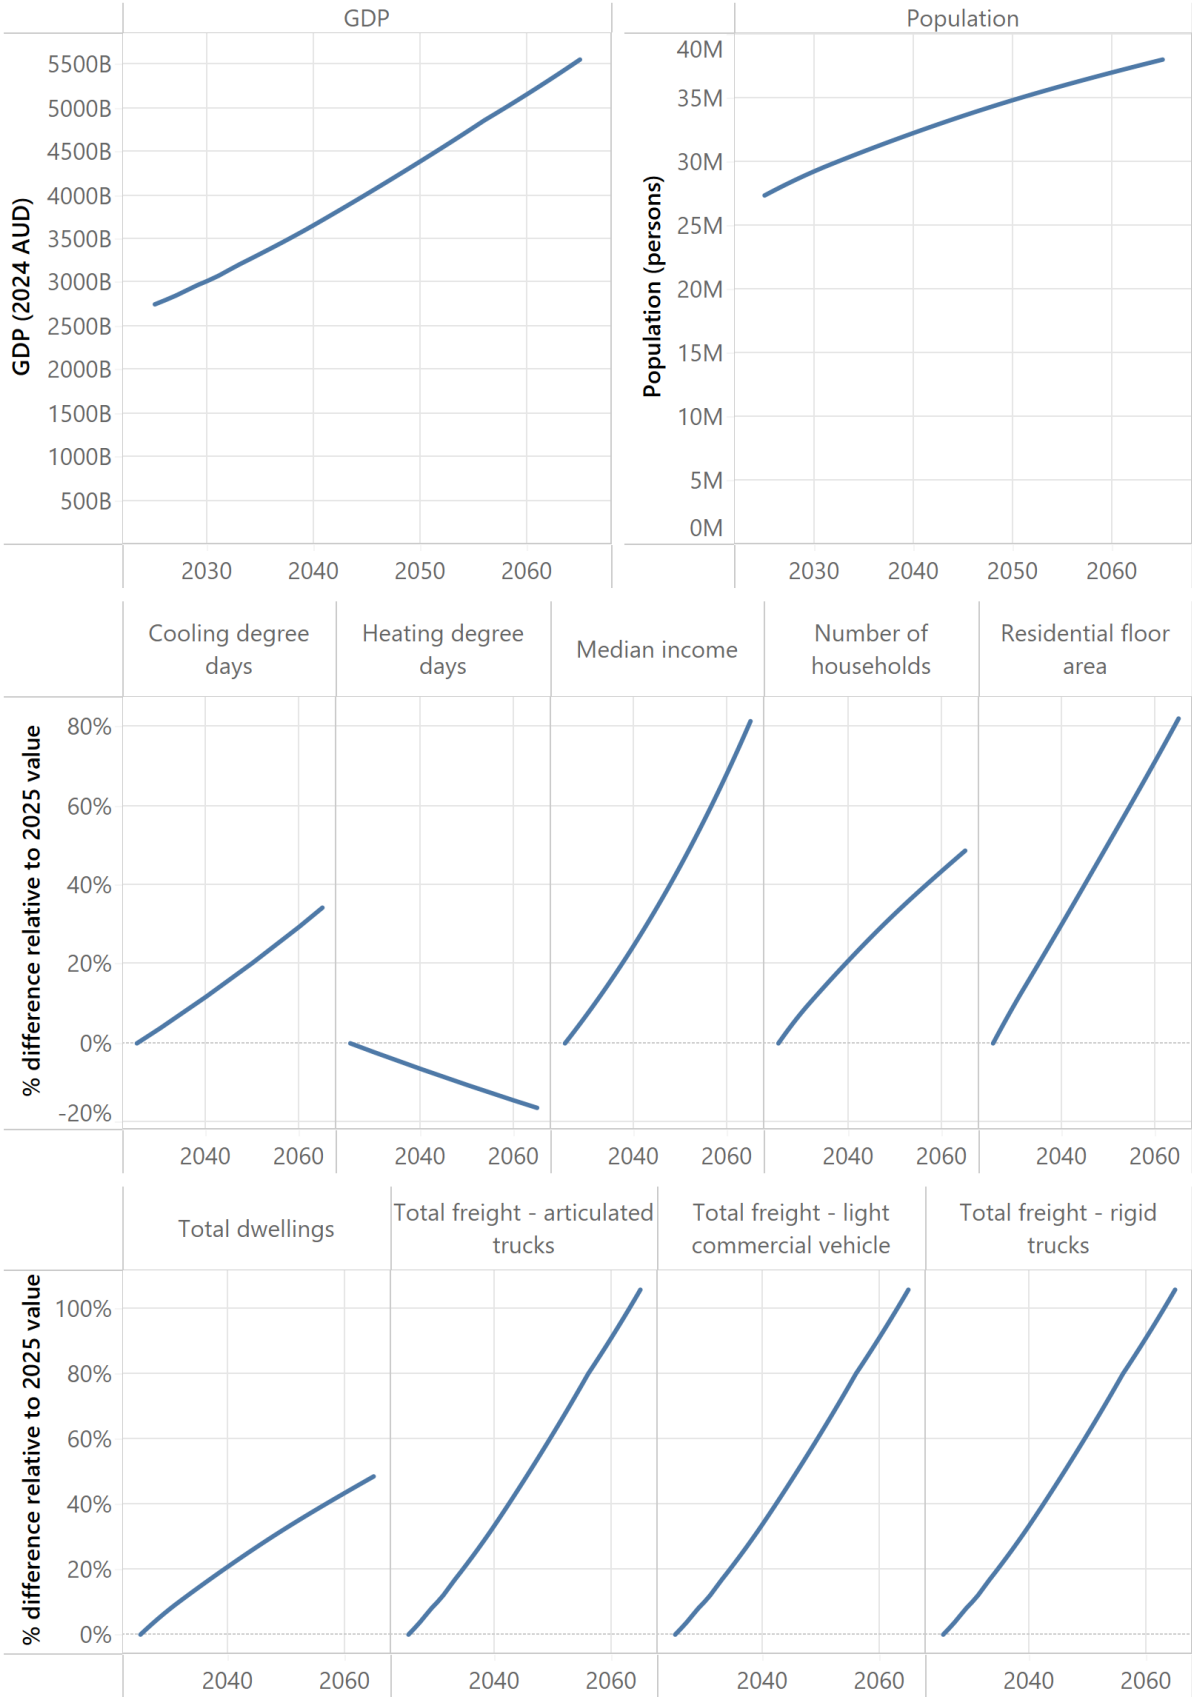 GDP
Population
GDP (2024 AUD)
5500B
5000B
4500B
4000B
3500B
3000B
2500B
2000B
1500B
1000B
500B
2030 2040 2050 2060
Population (persons)
40M
35M
30M
25M
20M
15M
10M
5M
0M
2030 2040 2050 2060
Cooling degree
days
Heating degree
days
Median income
Number of
households
Residential floor
area
% difference relative to 2025 value
80%
60%
40%
20%
0%
-20%
2040 2060 2040 2060 2040 2060 2040 2060 2040 2060
Total dwellings
Total freight - articulated
trucks
Total freight - light
commercial vehicle
Total freight - rigid
trucks
% difference relative to 2025 value
100%
80%
60%
40%
20%
0%
2040 2060 2040 2060 2040 2060 2040 2060